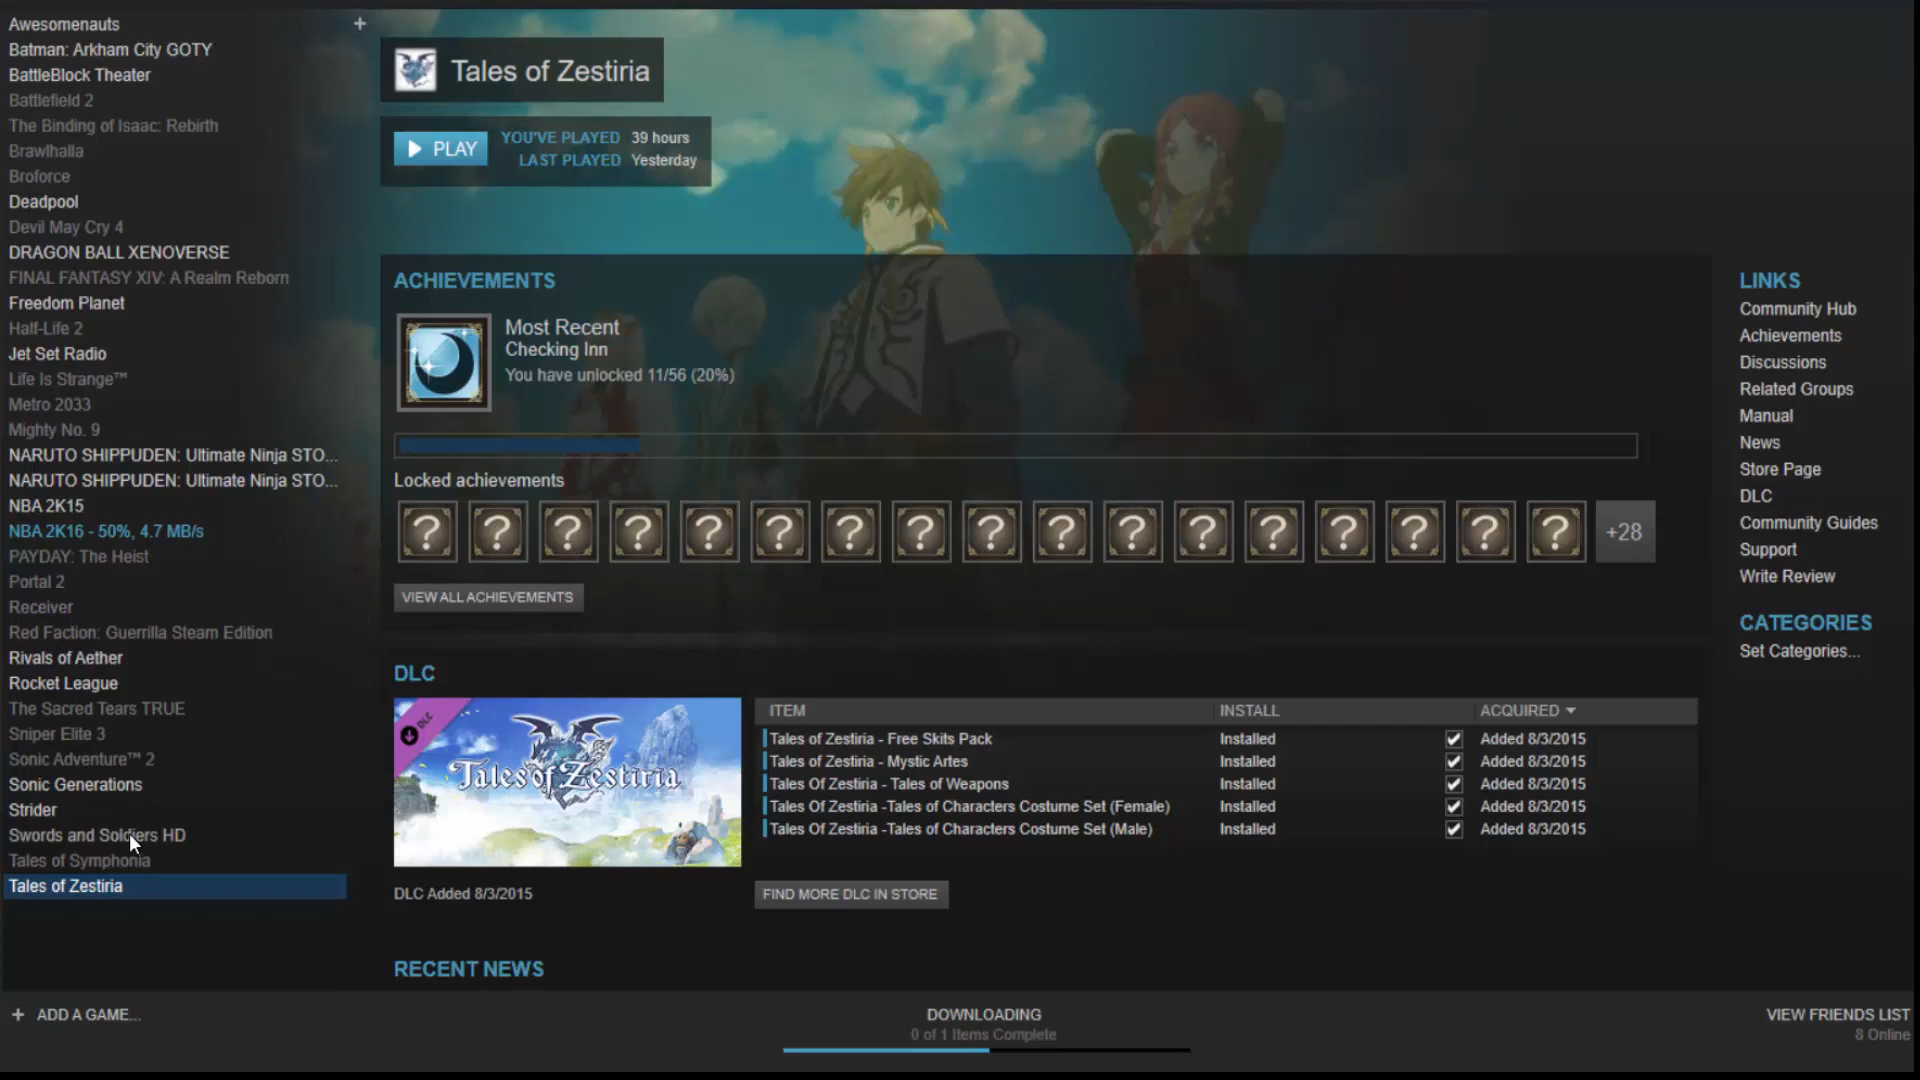 Awesomenauts
Batman: Arkham City GOTY
BattleBlock Theater
Battlefield 2
The Binding of Isaac: Rebirth
Brawlhalla
Broforce
Deadpool
Devil May Cry 4
DRAGON BALL XENOVERSE
FINAL FANTASY XIV: A Realm Reborn
Freedom Planet
Half-Life 2
Jet Set Radio
Life Is Strange™
Metro 2033
Mighty No. 9
NARUTO SHIPPUDEN: Ultimate Ninja STO...
NARUTO SHIPPUDEN: Ultimate Ninja STO...
NBA 2K15
NBA 2K16 - 50%, 4.7 MB/s
PAYDAY: The Heist
Portal 2
Receiver
Red Faction: Guerrilla Steam Edition
Rivals of Aether
Rocket League
The Sacred Tears TRUE
Sniper Elite 3
Sonic Adventure™ 2
Sonic Generations
Strider
Swords and Soldiers HD
Tales of Symphonia
Tales of Zestiria
+
Tales of Zestiria
PLAY
YOU'VE PLAYED 39 hours
LAST PLAYED Yesterday
ACHIEVEMENTS
Most Recent
Checking Inn
You have unlocked 11/56 (20%)
Locked achievements
? ? ? ? ? ? ? ? ? ? ? ? ? ? ? ? ? +28
VIEW ALL ACHIEVEMENTS
DLC
DLC
Tales of Zestiria
DLC Added 8/3/2015
ITEM INSTALL ACQUIRED
Tales of Zestiria - Free Skits Pack Installed Added 8/3/2015
Tales of Zestiria - Mystic Artes Installed Added 8/3/2015
Tales Of Zestiria - Tales of Weapons Installed Added 8/3/2015
Tales Of Zestiria -Tales of Characters Costume Set (Female) Installed Added 8/3/2015
Tales Of Zestiria -Tales of Characters Costume Set (Male) Installed Added 8/3/2015
FIND MORE DLC IN STORE
RECENT NEWS
LINKS
Community Hub
Achievements
Discussions
Related Groups
Manual
News
Store Page
DLC
Community Guides
Support
Write Review
CATEGORIES
Set Categories...
+ ADD A GAME...
DOWNLOADING
0 of 1 Items Complete
VIEW FRIENDS LIST
8 Online